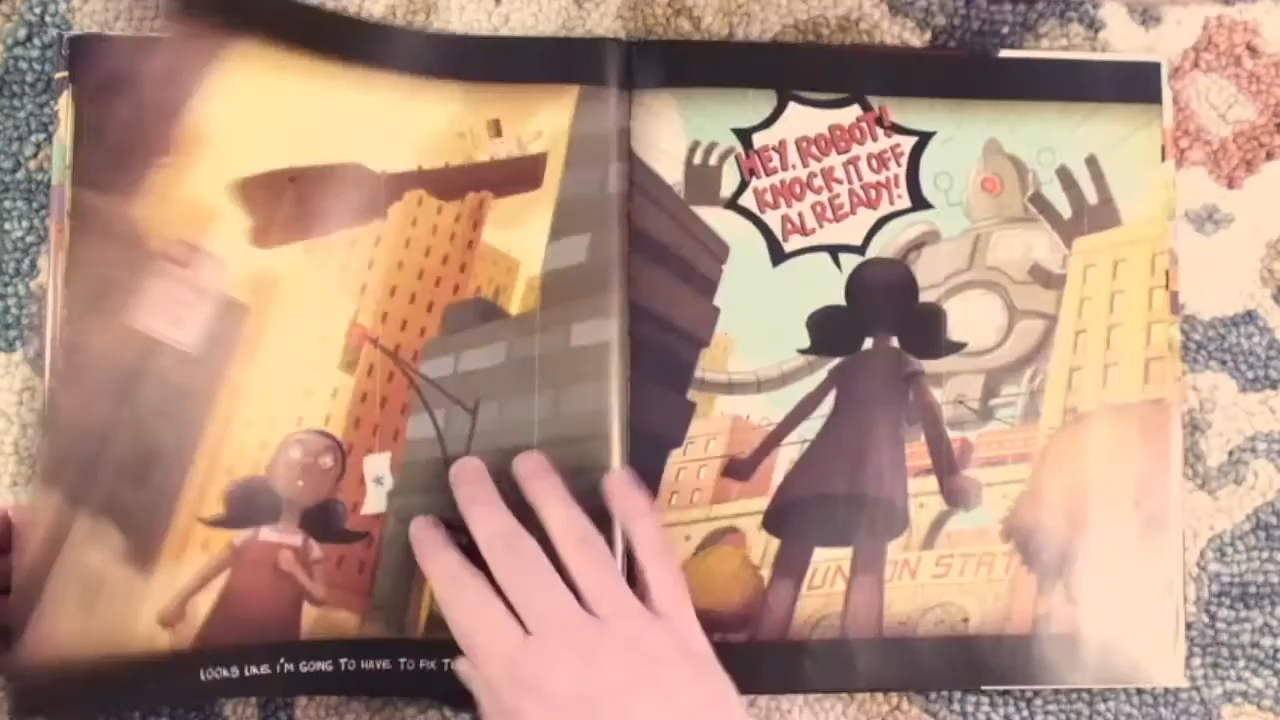 LOOKS LIKE I'M GOING TO HAVE TO FIX
HEY, ROBOT!
KNOCK IT OFF
ALREADY!
UNION STAT